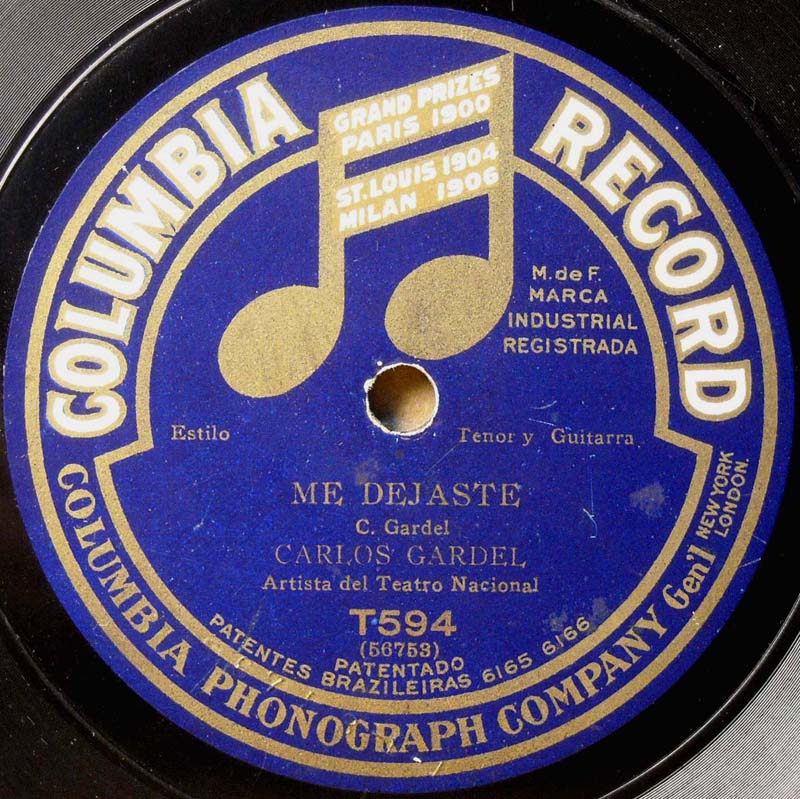 COLUMBIA RECORD
GRAND PRIZES
PARIS 1900
ST. LOUIS 1904
MILAN 1906
M. de F.
MARCA
INDUSTRIAL
REGISTRADA
Estilo
Tenor y Guitarra
ME DEJASTE
C. Gardel
CARLOS GARDEL
Artista del Teatro Nacional
T594
(56753)
PATENTADO
PATENTES BRAZILEIRAS 6165 6166
COLUMBIA PHONOGRAPH COMPANY Gen'l
NEW YORK
LONDON.